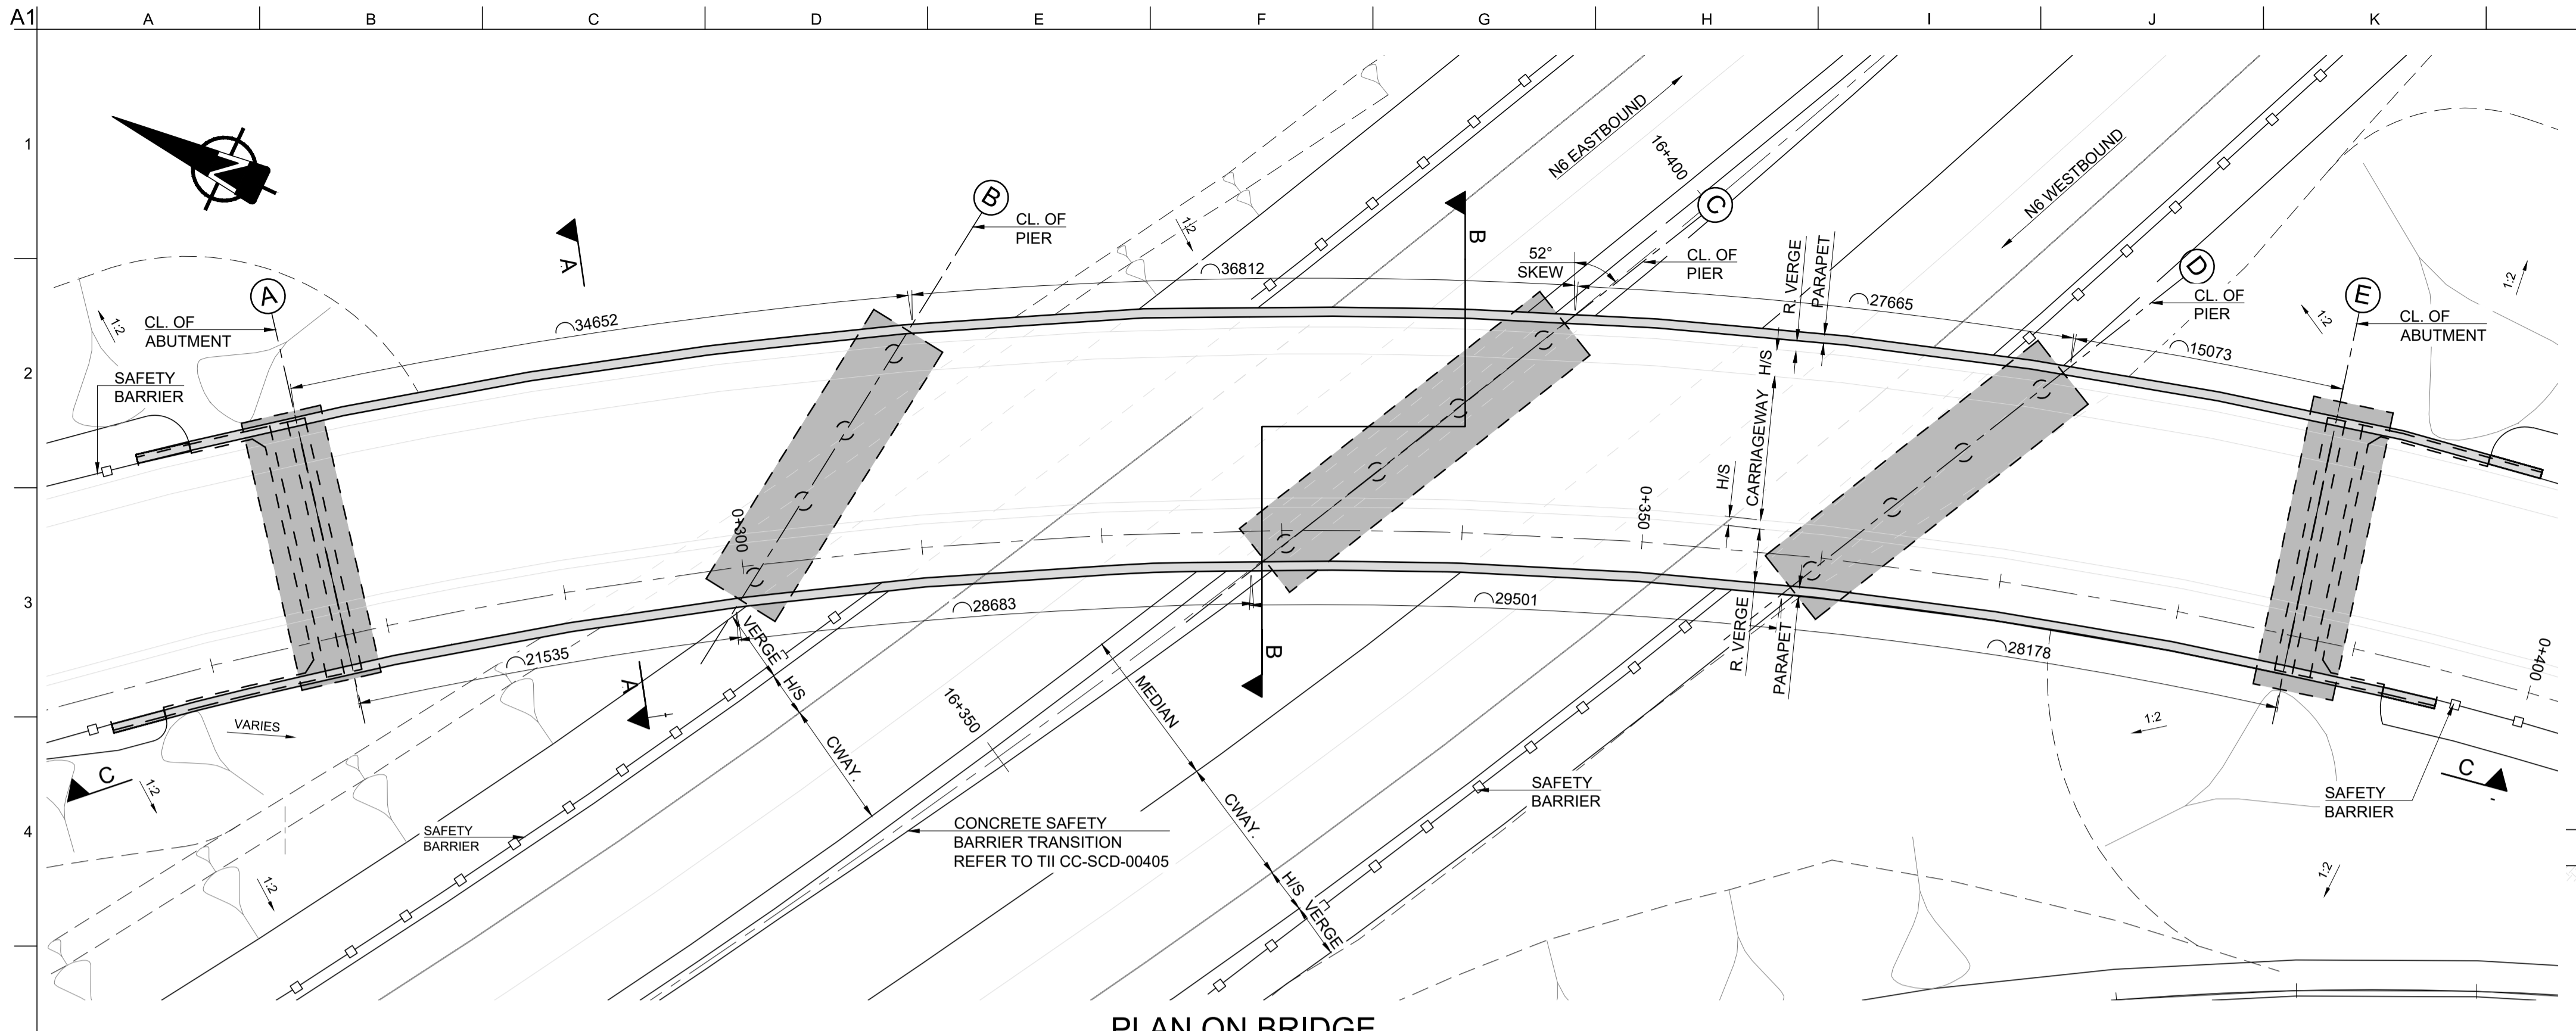 A1
A
B
C
D
E
F
G
H
I
J
K
1
2
3
4
N
A
CL. OF
ABUTMENT
SAFETY
BARRIER
1:2
A
34652
B
CL. OF
PIER
1:2
36812
B
52°
SKEW
N6 EASTBOUND
16+400
C
CL. OF
PIER
R. VERGE
PARAPET
27665
N6 WESTBOUND
D
CL. OF
PIER
15073
E
CL. OF
ABUTMENT
1:2
1:2
H/S
CARRIAGEWAY
H/S
0+300
0+350
0+400
VERGE
H/S
CWAY.
21535
28683
29501
28178
R. VERGE
PARAPET
A
B
VARIES
C
1:2
1:2
SAFETY
BARRIER
16+350
CONCRETE SAFETY
BARRIER TRANSITION
REFER TO TII CC-SCD-00405
MEDIAN
CWAY.
H/S
VERGE
SAFETY
BARRIER
1:2
C
SAFETY
BARRIER
1:2
PLAN ON BRIDGE